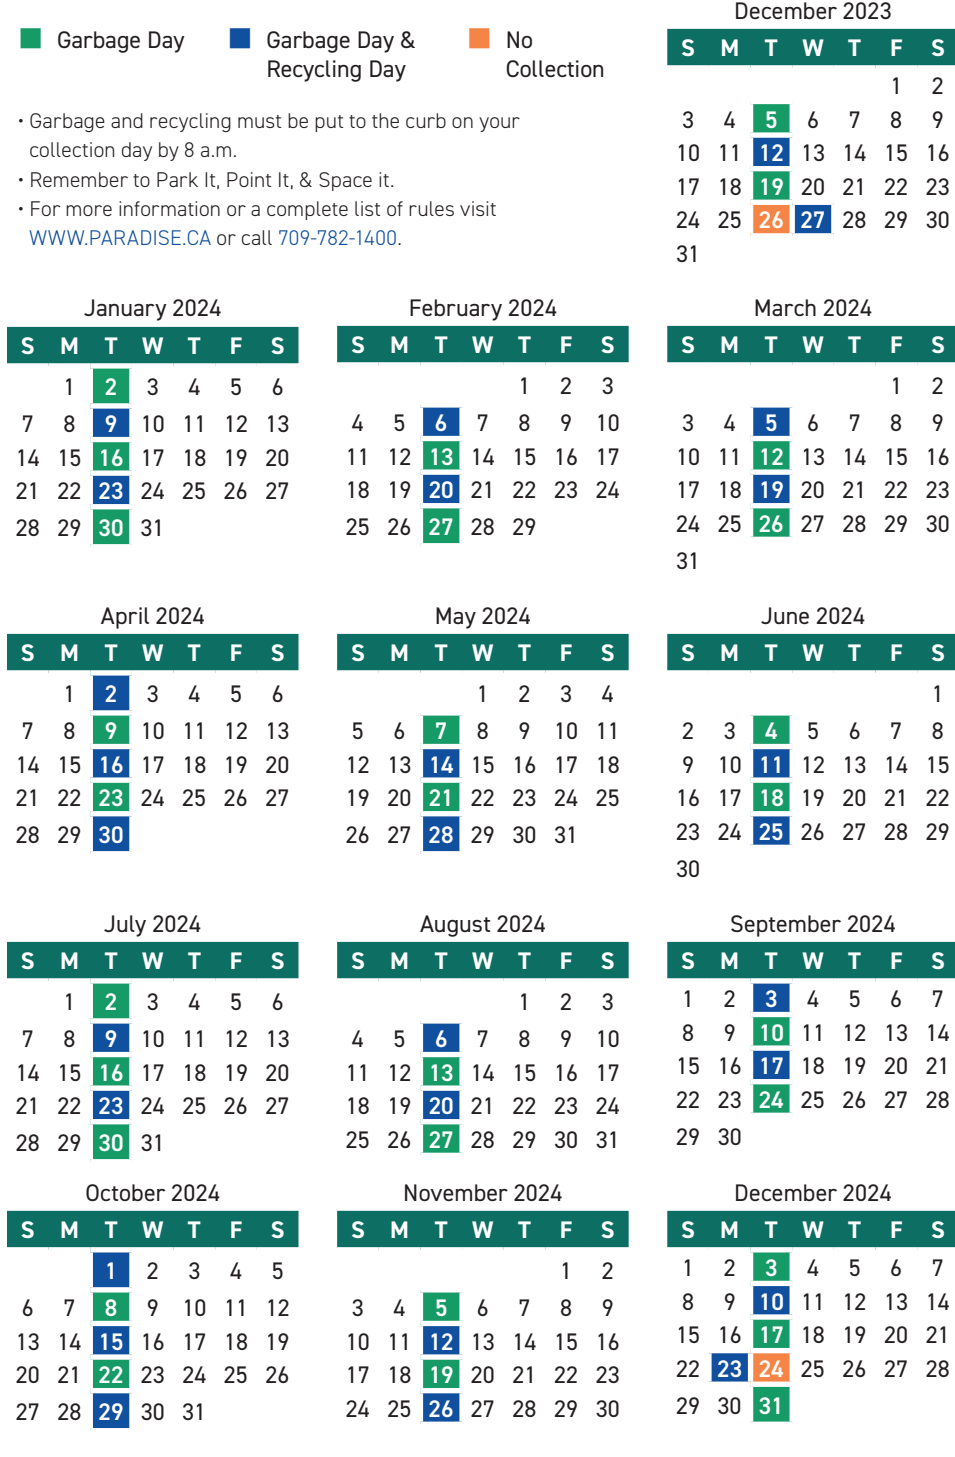 Garbage Day
Garbage Day &
Recycling Day
No
Collection
• Garbage and recycling must be put to the curb on your
collection day by 8 a.m.
• Remember to Park It, Point It, & Space it.
• For more information or a complete list of rules visit
WWW.PARADISE.CA or call 709-782-1400.
December 2023
S M T W T F S
1 2
3 4 5 6 7 8 9
10 11 12 13 14 15 16
17 18 19 20 21 22 23
24 25 26 27 28 29 30
31
January 2024
S M T W T F S
1 2 3 4 5 6
7 8 9 10 11 12 13
14 15 16 17 18 19 20
21 22 23 24 25 26 27
28 29 30 31
February 2024
S M T W T F S
1 2 3
4 5 6 7 8 9 10
11 12 13 14 15 16 17
18 19 20 21 22 23 24
25 26 27 28 29
March 2024
S M T W T F S
1 2
3 4 5 6 7 8 9
10 11 12 13 14 15 16
17 18 19 20 21 22 23
24 25 26 27 28 29 30
31
April 2024
S M T W T F S
1 2 3 4 5 6
7 8 9 10 11 12 13
14 15 16 17 18 19 20
21 22 23 24 25 26 27
28 29 30
May 2024
S M T W T F S
1 2 3 4
5 6 7 8 9 10 11
12 13 14 15 16 17 18
19 20 21 22 23 24 25
26 27 28 29 30 31
June 2024
S M T W T F S
1
2 3 4 5 6 7 8
9 10 11 12 13 14 15
16 17 18 19 20 21 22
23 24 25 26 27 28 29
30
July 2024
S M T W T F S
1 2 3 4 5 6
7 8 9 10 11 12 13
14 15 16 17 18 19 20
21 22 23 24 25 26 27
28 29 30 31
August 2024
S M T W T F S
1 2 3
4 5 6 7 8 9 10
11 12 13 14 15 16 17
18 19 20 21 22 23 24
25 26 27 28 29 30 31
September 2024
S M T W T F S
1 2 3 4 5 6 7
8 9 10 11 12 13 14
15 16 17 18 19 20 21
22 23 24 25 26 27 28
29 30
October 2024
S M T W T F S
1 2 3 4 5
6 7 8 9 10 11 12
13 14 15 16 17 18 19
20 21 22 23 24 25 26
27 28 29 30 31
November 2024
S M T W T F S
1 2
3 4 5 6 7 8 9
10 11 12 13 14 15 16
17 18 19 20 21 22 23
24 25 26 27 28 29 30
December 2024
S M T W T F S
1 2 3 4 5 6 7
8 9 10 11 12 13 14
15 16 17 18 19 20 21
22 23 24 25 26 27 28
29 30 31